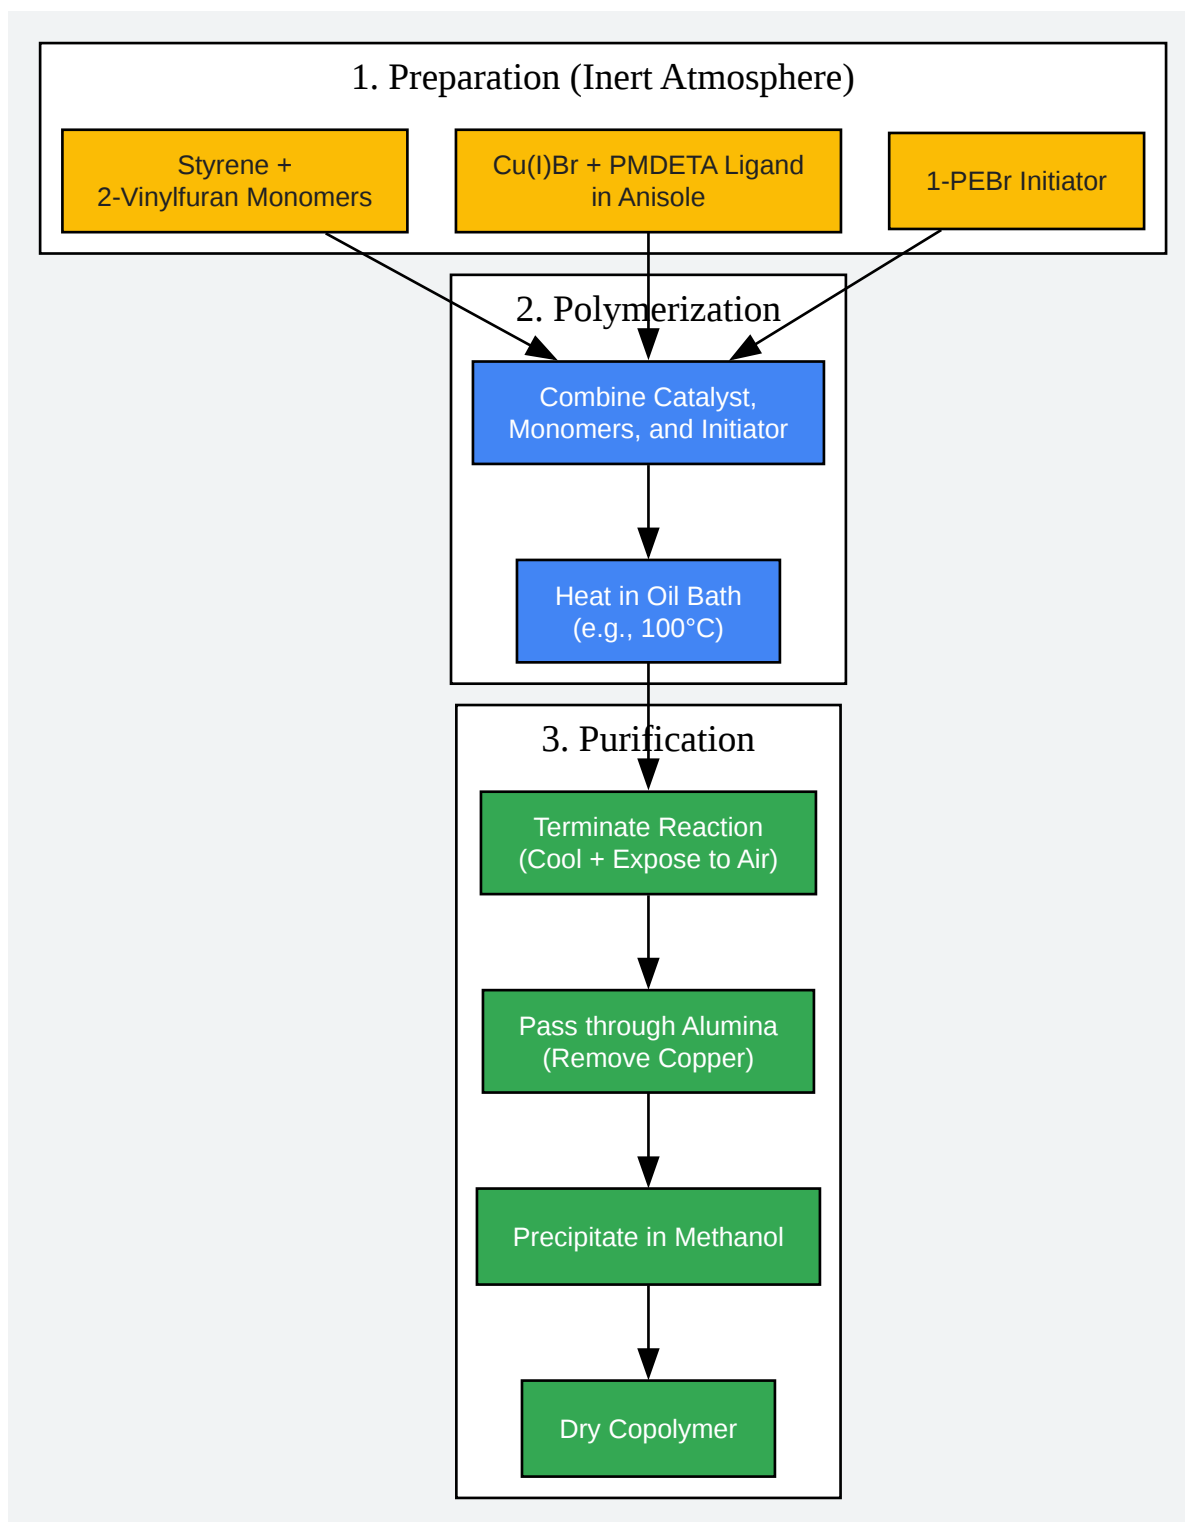 1. Preparation (Inert Atmosphere)
Styrene +
2-Vinylfuran Monomers
Cu(I)Br + PMDETA Ligand
in Anisole
1-PEBr Initiator
2. Polymerization
Combine Catalyst,
Monomers, and Initiator
Heat in Oil Bath
(e.g., 100°C)
3. Purification
Terminate Reaction
(Cool + Expose to Air)
Pass through Alumina
(Remove Copper)
Precipitate in Methanol
Dry Copolymer